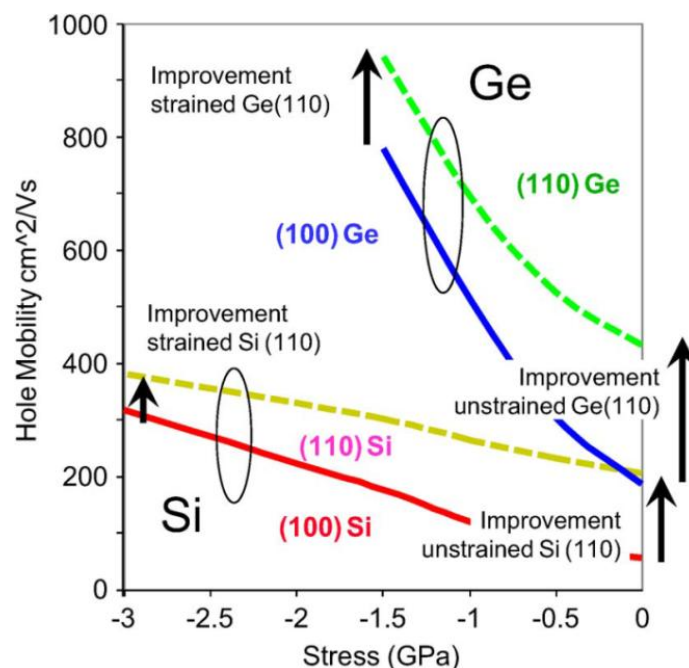 1000
800
600
400
200
0
Hole Mobility cm^2/Vs
Improvement
strained Ge(110)
Ge
(110) Ge
(100) Ge
Improvement
strained Si (110)
Improvement
unstrained Ge(110)
(110) Si
Si
(100) Si
Improvement
unstrained Si (110)
-3
-2.5
-2
-1.5
-1
-0.5
0
Stress (GPa)